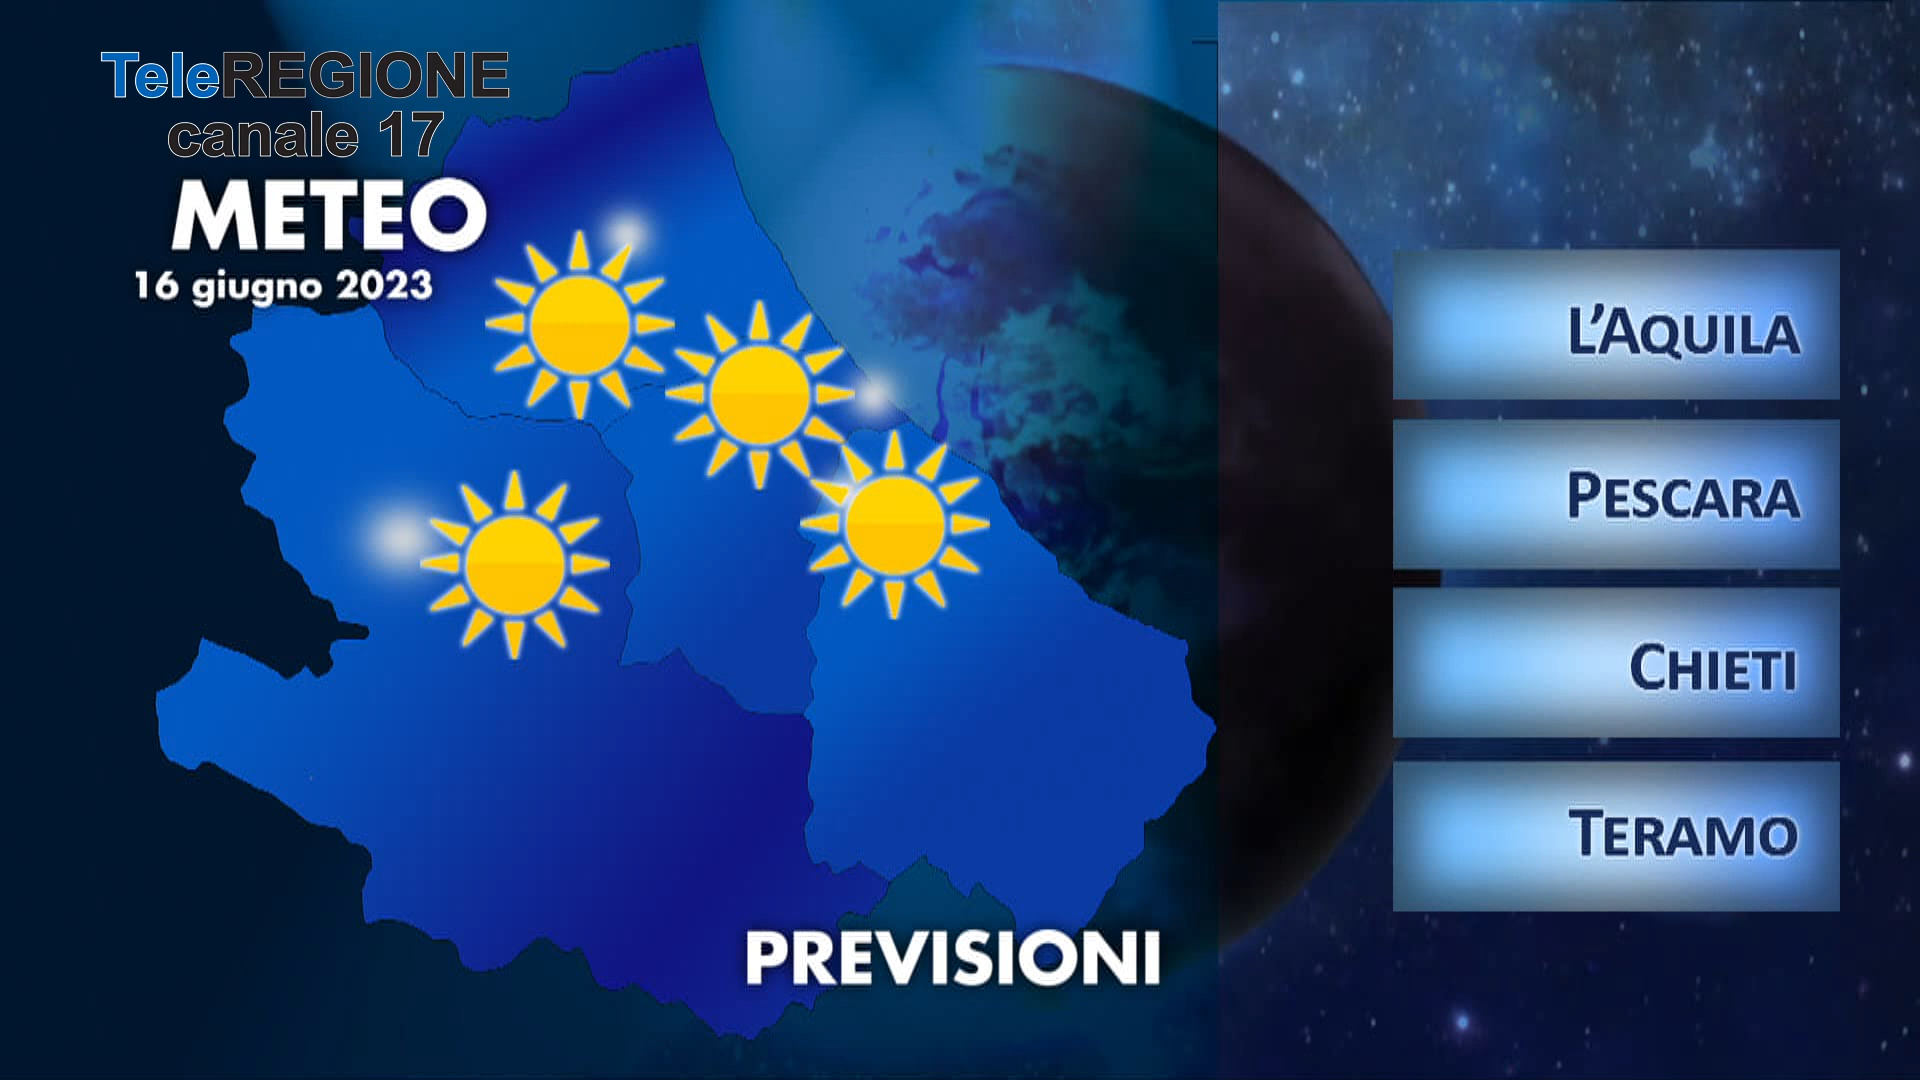 TeleREGIONE
canale 17
METEO
16 giugno 2023
L'AQUILA
PESCARA
CHIETI
TERAMO
PREVISIONI